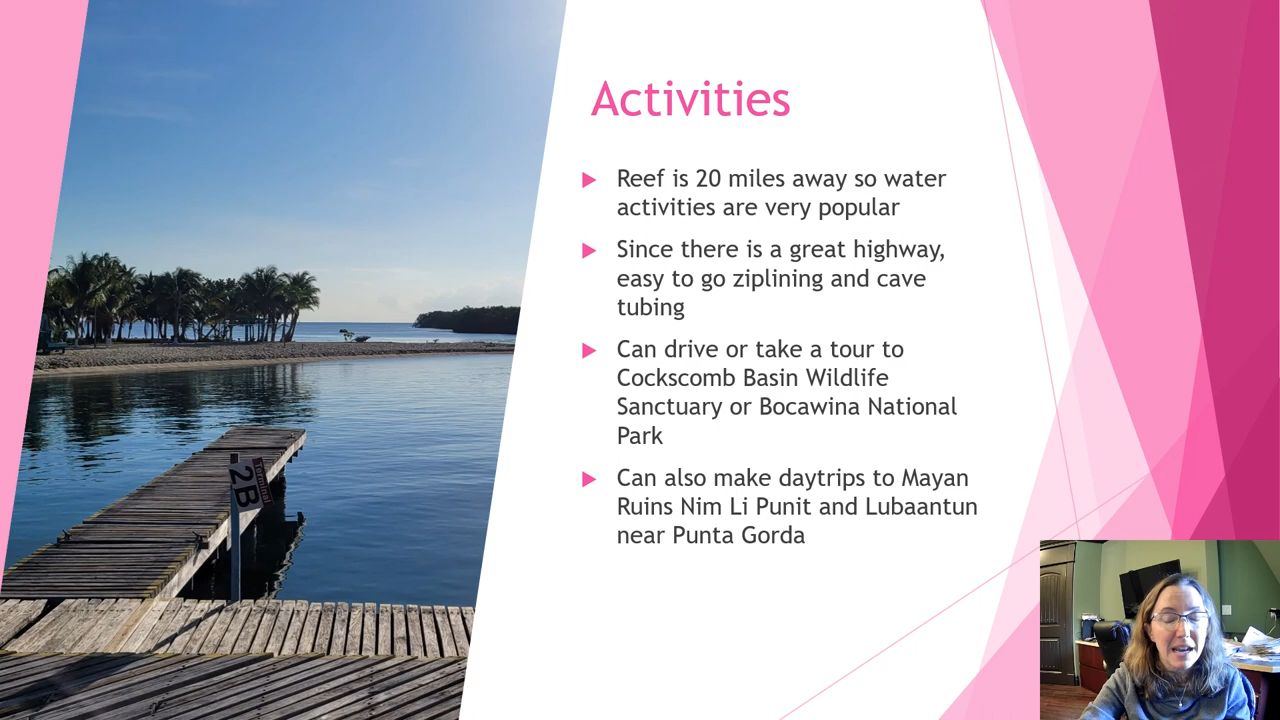 Activities
Reef is 20 miles away so water
activities are very popular
Since there is a great highway,
easy to go ziplining and cave
tubing
Can drive or take a tour to
Cockscomb Basin Wildlife
Sanctuary or Bocawina National
Park
Can also make daytrips to Mayan
Ruins Nim Li Punit and Lubaantun
near Punta Gorda
Terminal
2B